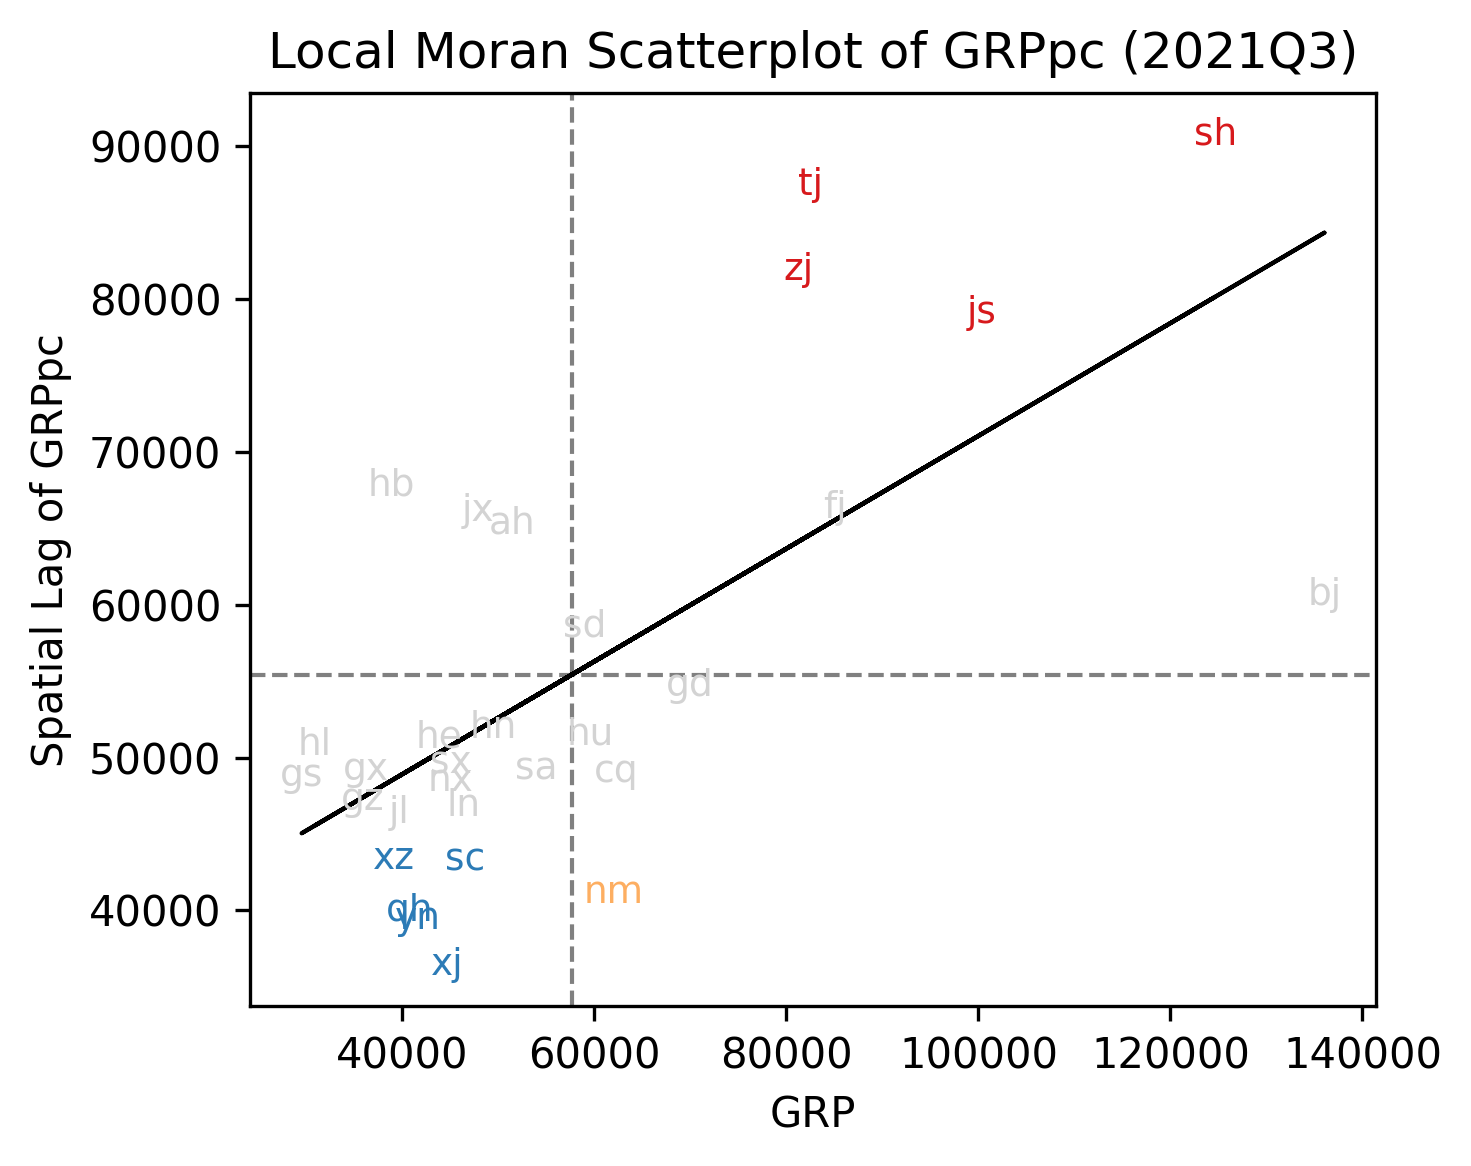 Local Moran Scatterplot of GRPpc (2021Q3)
90000
80000
70000
60000
50000
40000
Spatial Lag of GRPpc
sh
tj
zj
js
hb
jx
ah
fj
bj
sd
gd
hn
he
hu
hl
sx
gs
gx
nx
sa
cq
gz
jl
ln
xz
sc
nm
qh
yn
xj
40000
60000
80000
100000
120000
140000
GRP